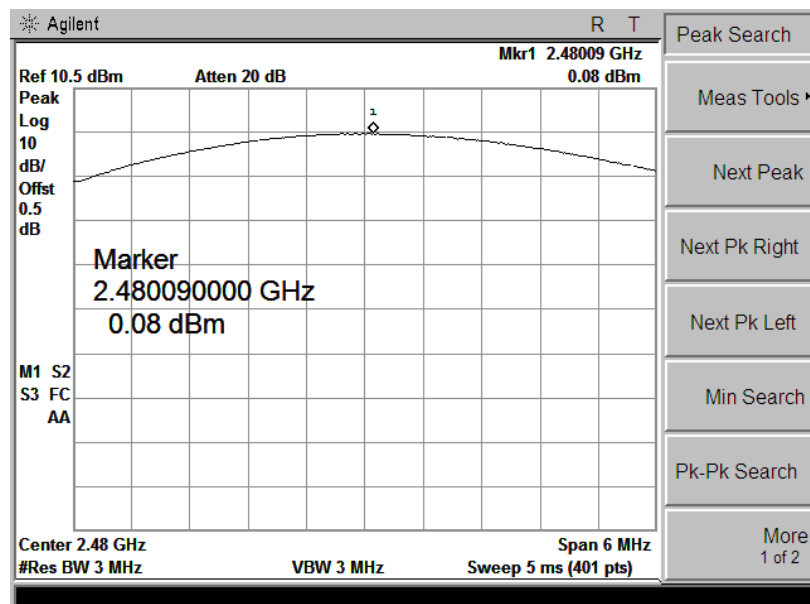 Agilent R T
Mkr1 2.48009 GHz
Ref 10.5 dBm Atten 20 dB 0.08 dBm
Peak
Log
10
dB/
Offst
0.5
dB
1
Marker
2.480090000 GHz
0.08 dBm
M1 S2
S3 FC
AA
Center 2.48 GHz Span 6 MHz
#Res BW 3 MHz VBW 3 MHz Sweep 5 ms (401 pts)
Peak Search
Meas Tools
Next Peak
Next Pk Right
Next Pk Left
Min Search
Pk-Pk Search
More
1 of 2